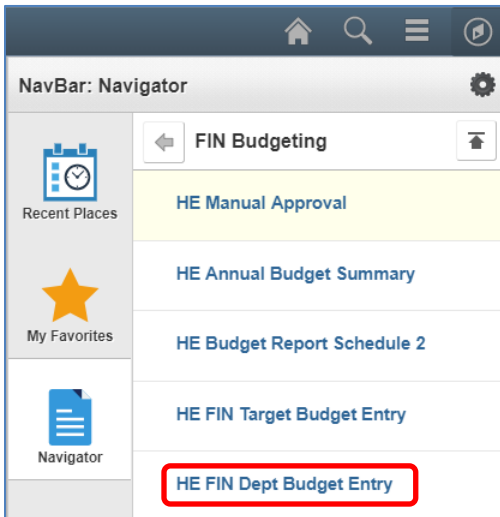 NavBar: Navigator
Recent Places
My Favorites
Navigator
FIN Budgeting
HE Manual Approval
HE Annual Budget Summary
HE Budget Report Schedule 2
HE FIN Target Budget Entry
HE FIN Dept Budget Entry